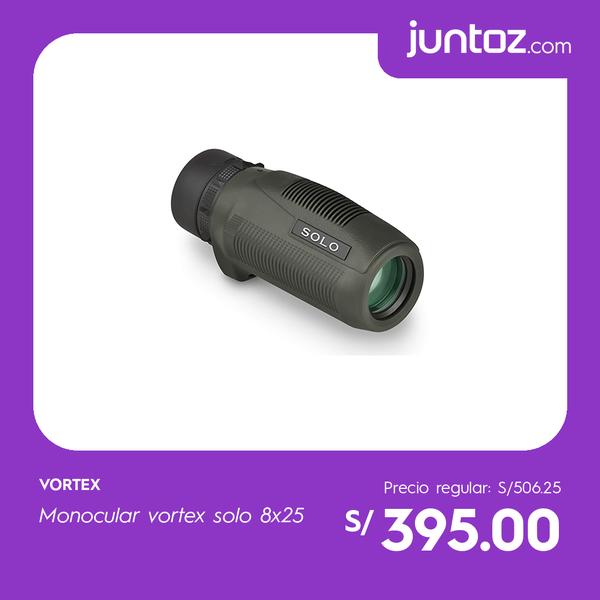 juntoz.com
SOLO
VORTEX
Monocular vortex solo 8x25
Precio regular: S/506.25
S/ 395.00